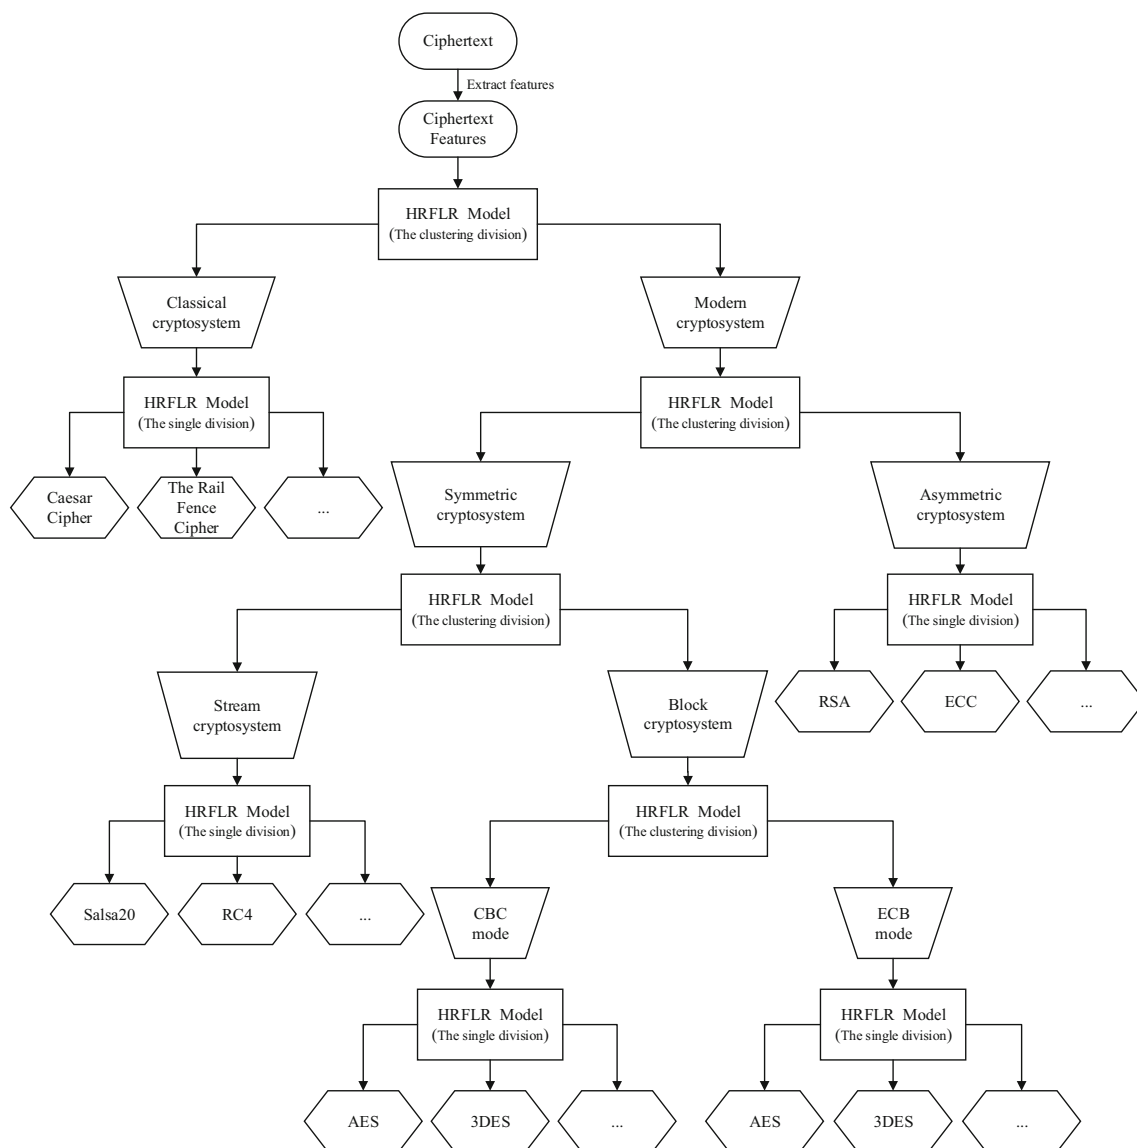 Ciphertext
Extract features
Ciphertext
Features
HRFLR Model
(The clustering division)
Classical
cryptosystem
Modern
cryptosystem
HRFLR Model
(The single division)
HRFLR Model
(The clustering division)
Caesar
Cipher
The Rail
Fence
Cipher
...
Symmetric
cryptosystem
Asymmetric
cryptosystem
HRFLR Model
(The clustering division)
HRFLR Model
(The single division)
Stream
cryptosystem
Block
cryptosystem
RSA
ECC
...
HRFLR Model
(The single division)
HRFLR Model
(The clustering division)
Salsa20
RC4
...
CBC
mode
ECB
mode
HRFLR Model
(The single division)
HRFLR Model
(The single division)
AES
3DES
...
AES
3DES
...